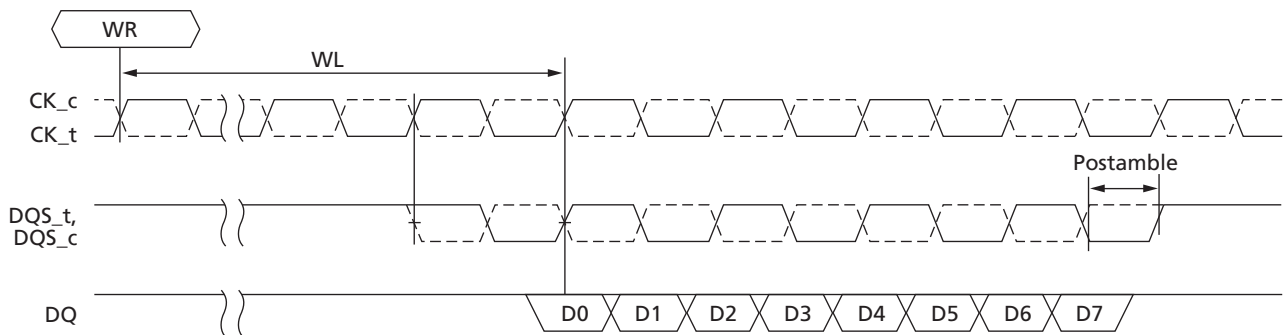 WR
WL
CK_c
CK_t
Postamble
DQS_t,
DQS_c
DQ D0 D1 D2 D3 D4 D5 D6 D7